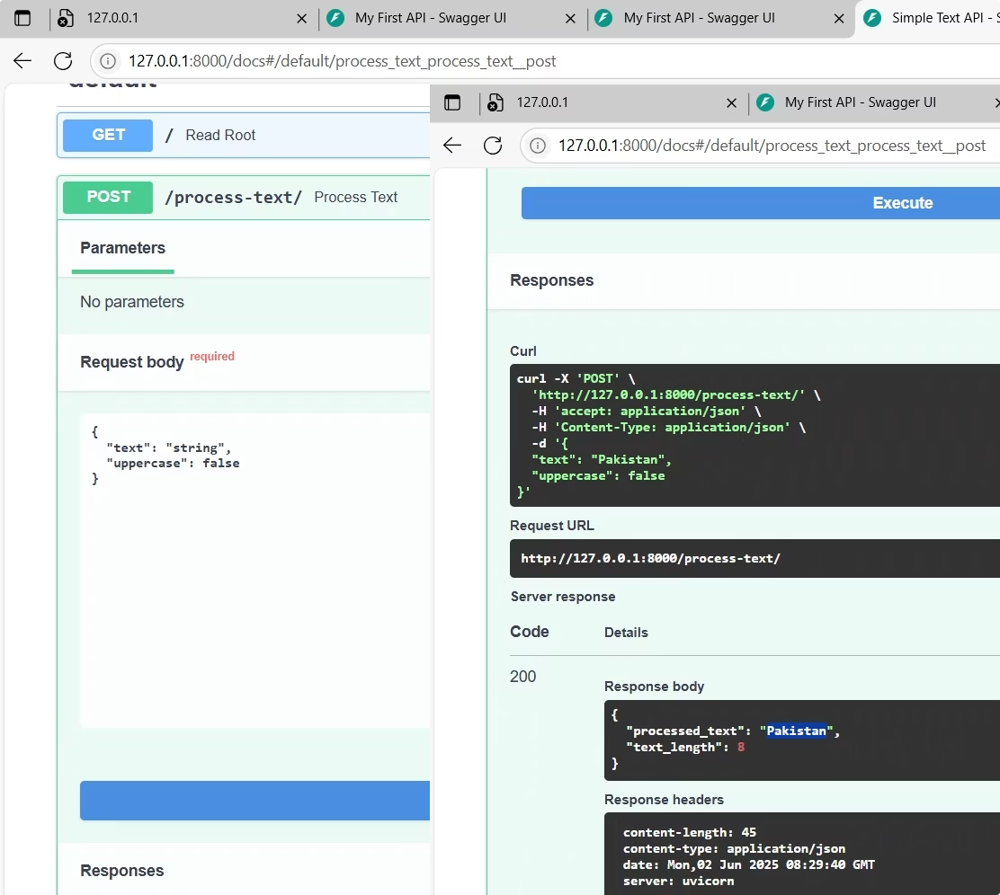 127.0.0.1
My First API - Swagger UI
My First API - Swagger UI
Simple Text API - S
127.0.0.1:8000/docs#/default/process_text_process_text__post
default
GET / Read Root
POST /process-text/ Process Text
Parameters
No parameters
Request body required
{
"text": "string",
"uppercase": false
}
Responses
127.0.0.1
My First API - Swagger UI
127.0.0.1:8000/docs#/default/process_text_process_text__post
Execute
Responses
Curl
curl -X 'POST' \
'http://127.0.0.1:8000/process-text/' \
-H 'accept: application/json' \
-H 'Content-Type: application/json' \
-d '{
"text": "Pakistan",
"uppercase": false
}'
Request URL
http://127.0.0.1:8000/process-text/
Server response
Code Details
200
Response body
{
"processed_text": "Pakistan",
"text_length": 8
}
Response headers
content-length: 45
content-type: application/json
date: Mon,02 Jun 2025 08:29:40 GMT
server: uvicorn